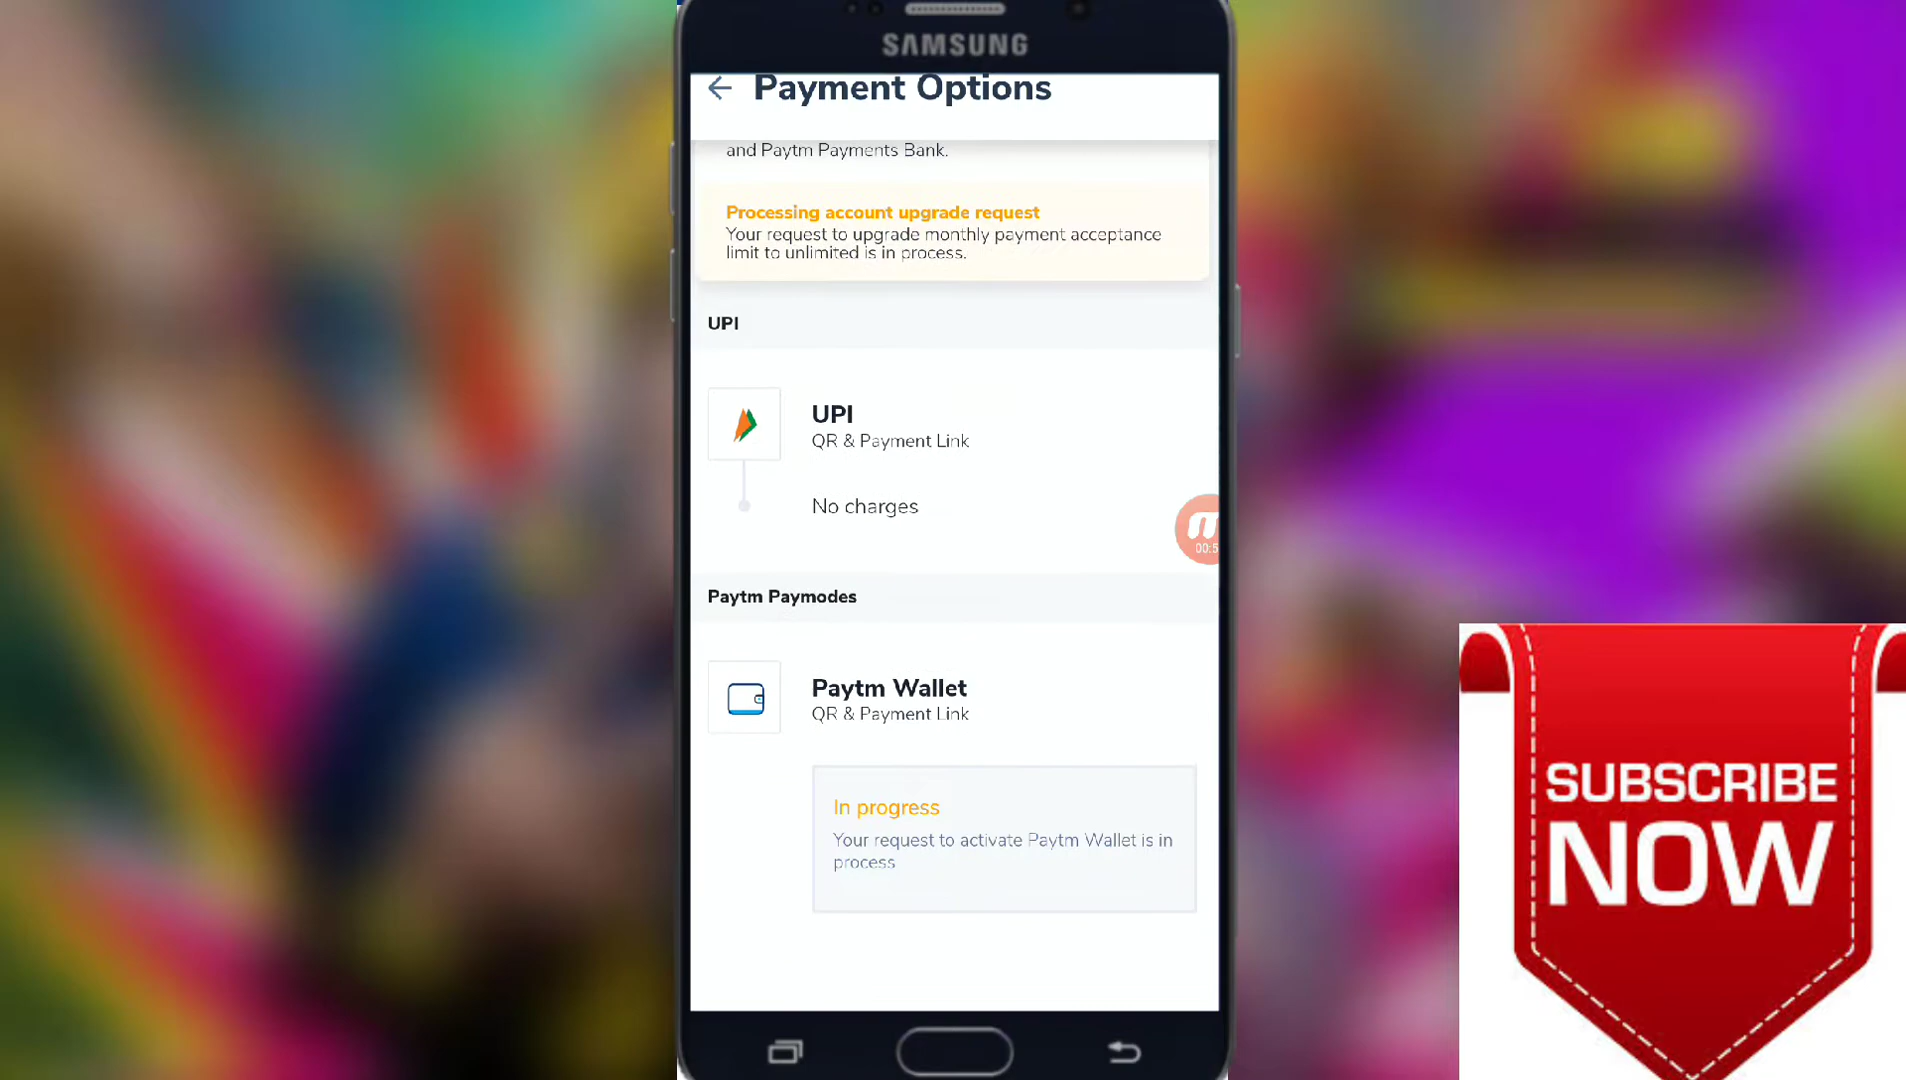 SAMSUNG
Payment Options
and Paytm Payments Bank.
Processing account upgrade request
Your request to upgrade monthly payment acceptance
limit to unlimited is in process.
UPI
UPI
QR & Payment Link
No charges
00:5
Paytm Paymodes
Paytm Wallet
QR & Payment Link
In progress
Your request to activate Paytm Wallet is in
process
SUBSCRIBE
NOW